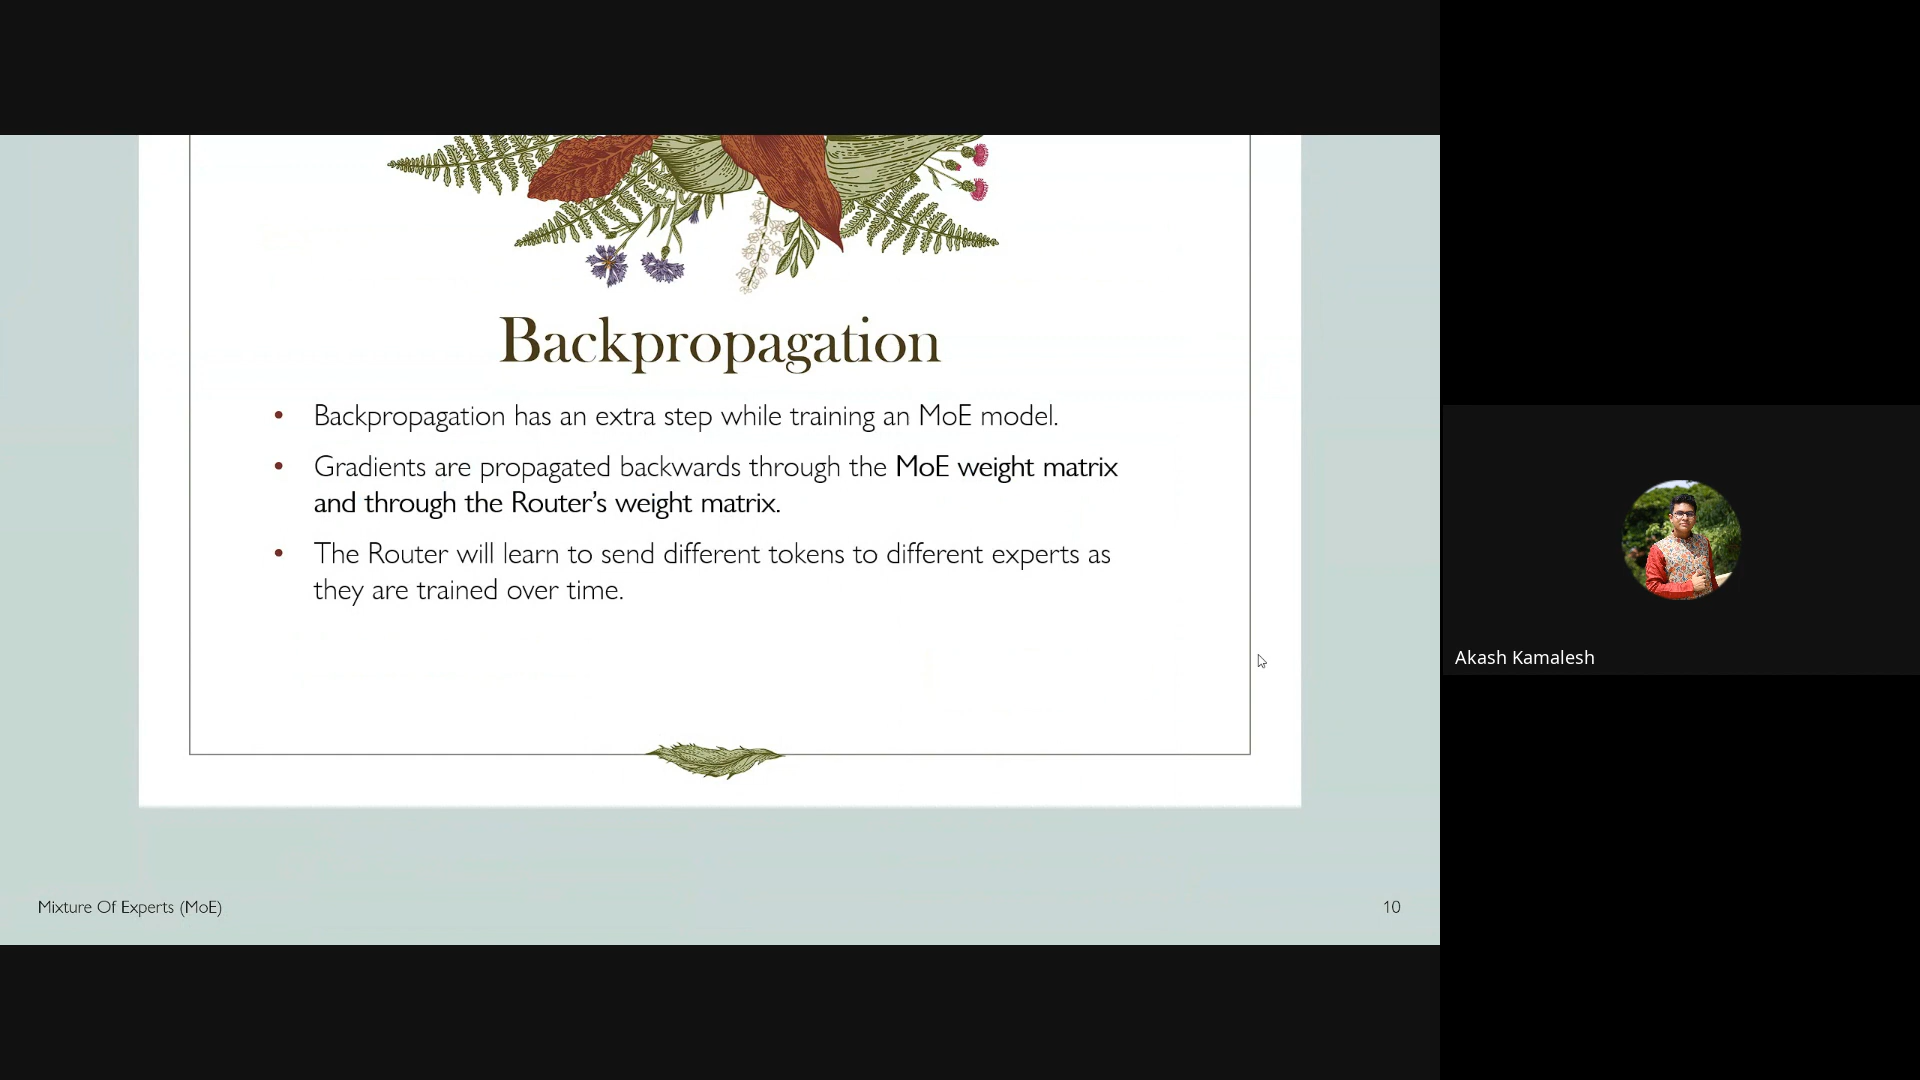 Backpropagation
• Backpropagation has an extra step while training an MoE model.
• Gradients are propagated backwards through the MoE weight matrix
and through the Router’s weight matrix.
• The Router will learn to send different tokens to different experts as
they are trained over time.
Akash Kamalesh
Mixture Of Experts (MoE)
10